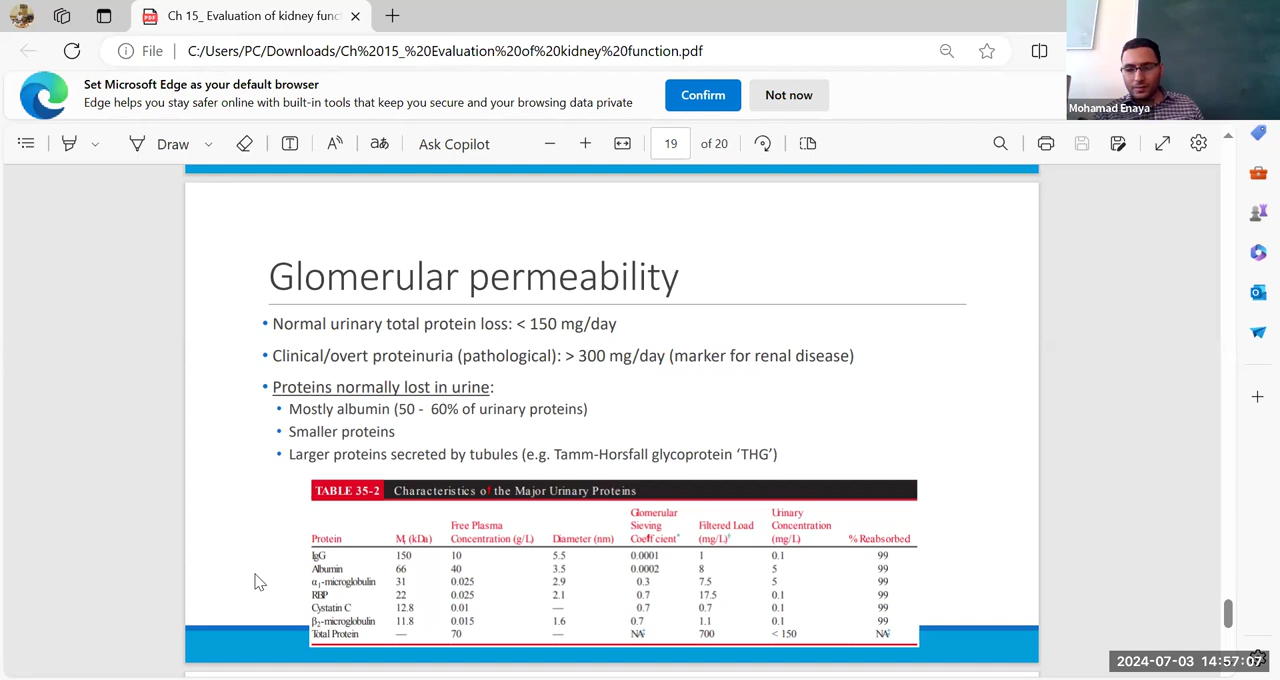 Ch 15_ Evaluation of kidney func
File
C:/Users/PC/Downloads/Ch%2015_%20Evaluation%20of%20kidney%20function.pdf
Set Microsoft Edge as your default browser
Edge helps you stay safer online with built-in tools that keep you secure and your browsing data private
Confirm
Not now
Mohamad Enaya
Draw
Ask Copilot
19 of 20
Glomerular permeability
• Normal urinary total protein loss: < 150 mg/day
• Clinical/overt proteinuria (pathological): > 300 mg/day (marker for renal disease)
• Proteins normally lost in urine:
• Mostly albumin (50 - 60% of urinary proteins)
• Smaller proteins
• Larger proteins secreted by tubules (e.g. Tamm-Horsfall glycoprotein ‘THG’)
TABLE 35-2 Characteristics of the Major Urinary Proteins
Protein Mr (kDa) Free Plasma Concentration (g/L) Diameter (nm) Glomerular Sieving Coefficient* Filtered Load (mg/L)† Urinary Concentration (mg/L) % Reabsorbed
IgG 150 10 5.5 0.0001 1 0.1 99
Albumin 66 40 3.5 0.0002 8 5 99
α1-microglobulin 31 0.025 2.9 0.3 7.5 5 99
RBP 22 0.025 2.1 0.7 17.5 0.1 99
Cystatin C 12.8 0.01 — 0.7 0.7 0.1 99
β2-microglobulin 11.8 0.015 1.6 0.7 1.1 0.1 99
Total Protein — 70 — NA‡ 700 < 150 NA‡
2024-07-03 14:57:07